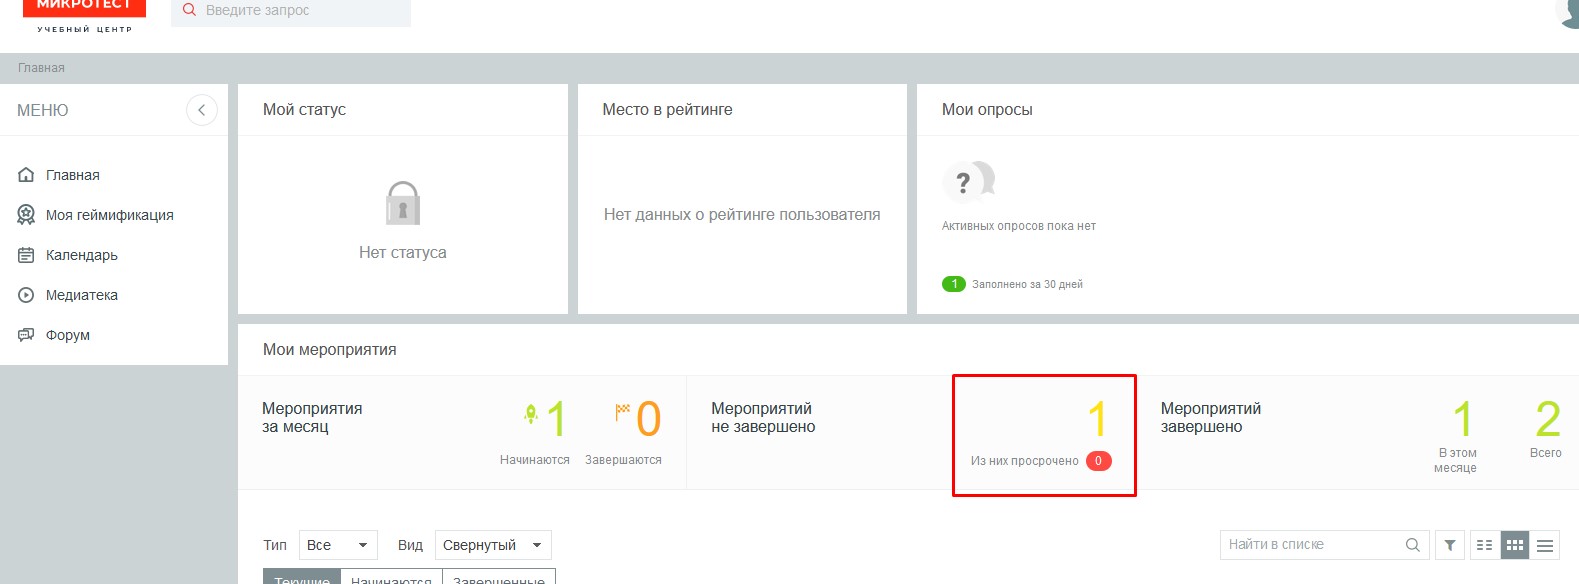 МИКРОТЕСТ
УЧЕБНЫЙ ЦЕНТР
Введите запрос
Главная
МЕНЮ
Главная
Моя геймификация
Календарь
Медиатека
Форум
Мой статус
Нет статуса
Место в рейтинге
Нет данных о рейтинге пользователя
Мои опросы
?
Активных опросов пока нет
1 Заполнено за 30 дней
Мои мероприятия
Мероприятия
за месяц
1
Начинаются
0
Завершаются
Мероприятий
не завершено
1
Из них просрочено 0
Мероприятий
завершено
1
В этом
месяце
2
Всего
Тип Все Вид Свернутый Найти в списке
Текущие Начинаются Завершенные